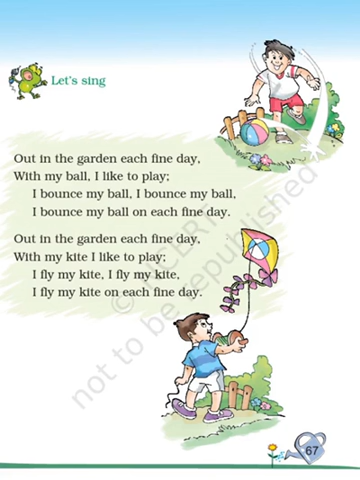 Let's sing
Out in the garden each fine day,
With my ball, I like to play;
I bounce my ball, I bounce my ball,
I bounce my ball on each fine day.
Out in the garden each fine day,
With my kite I like to play;
I fly my kite, I fly my kite,
I fly my kite on each fine day.
© NCERT
not to be republished
67